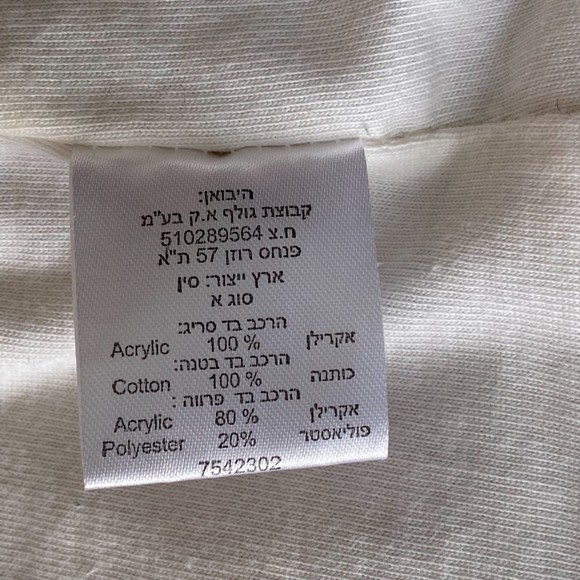 היבואן:
קבוצת גולף א.ק בע"מ
ח.צ 510289564
פנחס רוזן 57 ת"א
ארץ ייצור: סין
סוג א
הרכב בד סריג:
אקרילן 100 % Acrylic
הרכב בד בטנה:
כותנה 100 % Cotton
הרכב בד פרווה :
אקרילן 80 % Acrylic
פוליאסטר 20% Polyester
7542302